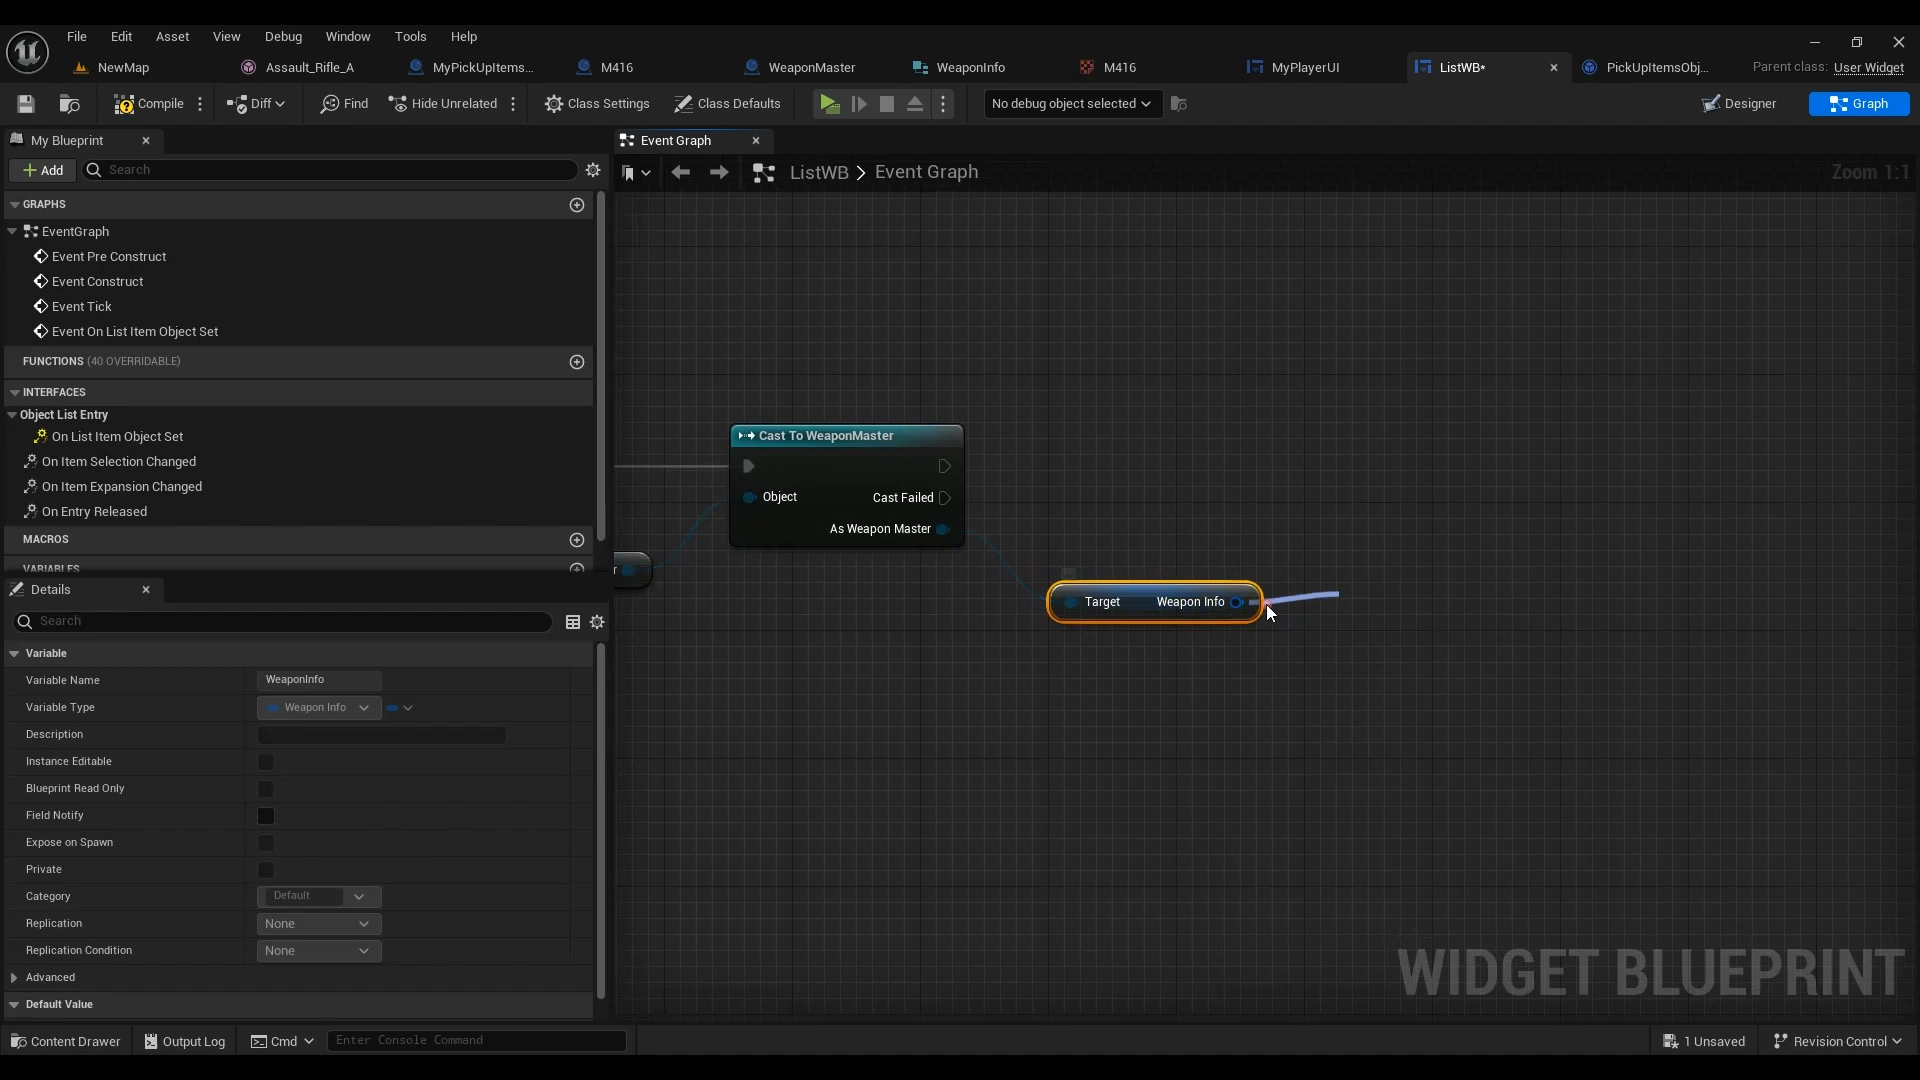 File Edit Asset View Debug Window Tools Help
NewMap Assault_Rifle_A MyPickUpItems... M416 WeaponMaster WeaponInfo M416 MyPlayerUI ListWB* PickUpItemsObj... Parent class: User Widget
Compile Diff Find Hide Unrelated Class Settings Class Defaults No debug object selected Designer Graph
My Blueprint Event Graph
Add Search ListWB > Event Graph Zoom 1:1
GRAPHS
EventGraph
Event Pre Construct
Event Construct
Event Tick
Event On List Item Object Set
FUNCTIONS (40 OVERRIDABLE)
INTERFACES
Object List Entry
On List Item Object Set
On Item Selection Changed
On Item Expansion Changed
On Entry Released
MACROS
VARIABLES
Cast To WeaponMaster
Object Cast Failed
As Weapon Master
r
Target Weapon Info
Details
Search
Variable
Variable Name WeaponInfo
Variable Type Weapon Info
Description
Instance Editable
Blueprint Read Only
Field Notify
Expose on Spawn
Private
Category Default
Replication None
Replication Condition None
Advanced
Default Value
WIDGET BLUEPRINT
Content Drawer Output Log Cmd Enter Console Command 1 Unsaved Revision Control